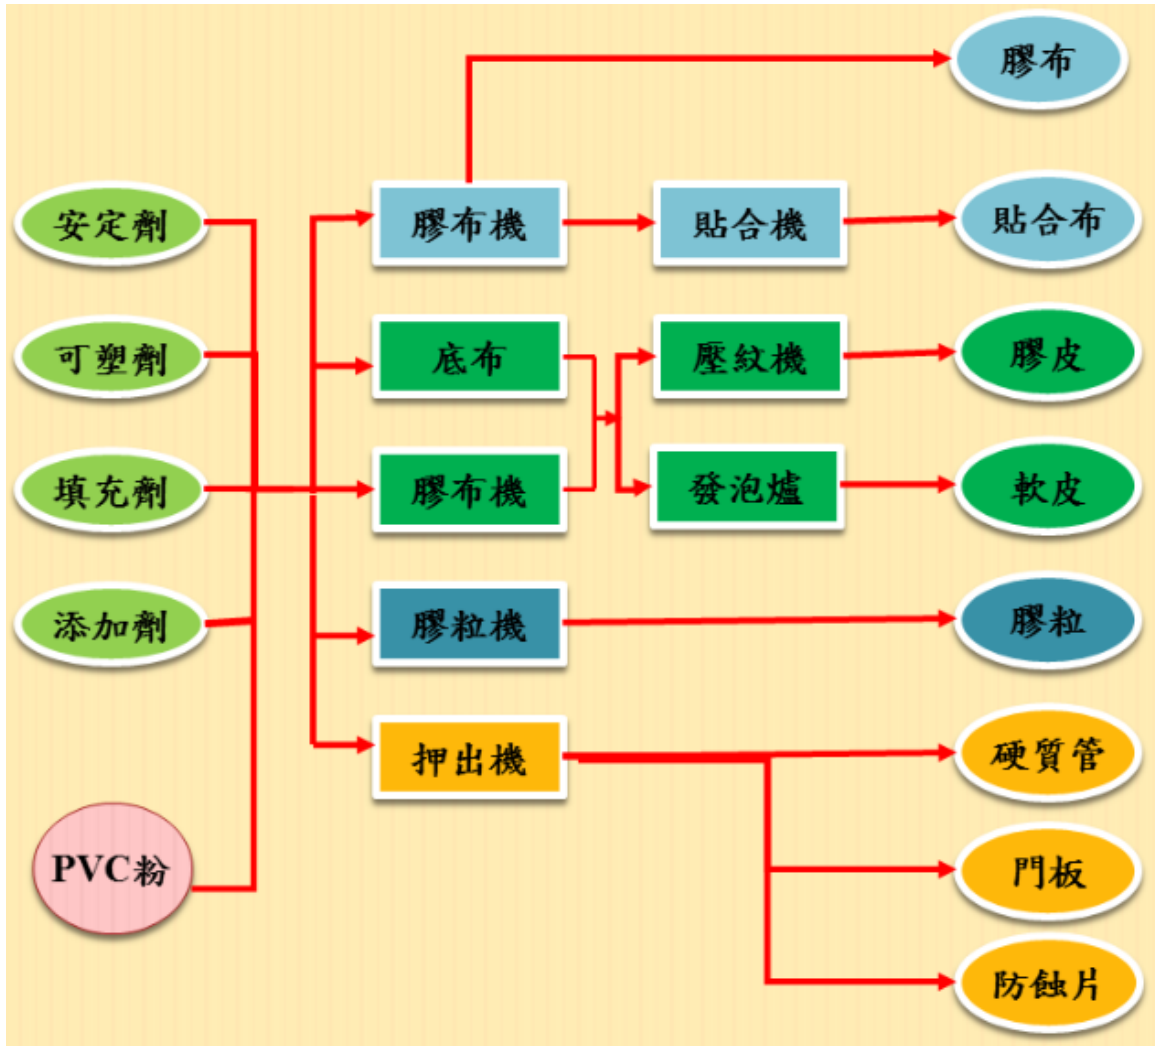 膠布
安定劑
膠布機
貼合機
貼合布
可塑劑
底布
壓紋機
膠皮
填充劑
膠布機
發泡爐
軟皮
添加劑
膠粒機
膠粒
押出機
硬質管
PVC粉
門板
防蝕片